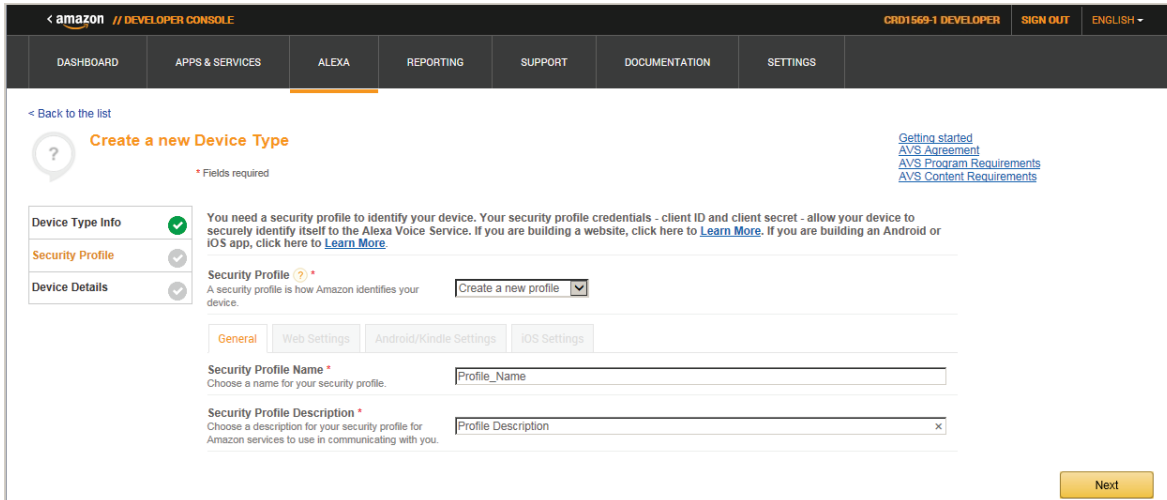 < amazon // DEVELOPER CONSOLE
CRD1569-1 DEVELOPER
SIGN OUT
ENGLISH
DASHBOARD
APPS & SERVICES
ALEXA
REPORTING
SUPPORT
DOCUMENTATION
SETTINGS
< Back to the list
?
Create a new Device Type
* Fields required
Getting started
AVS Agreement
AVS Program Requirements
AVS Content Requirements
Device Type Info
Security Profile
Device Details
You need a security profile to identify your device. Your security profile credentials - client ID and client secret - allow your device to
securely identify itself to the Alexa Voice Service. If you are building a website, click here to Learn More. If you are building an Android or
iOS app, click here to Learn More.
Security Profile ? *
A security profile is how Amazon identifies your
device.
Create a new profile
General
Web Settings
Android/Kindle Settings
iOS Settings
Security Profile Name *
Choose a name for your security profile.
Profile_Name
Security Profile Description *
Choose a description for your security profile for
Amazon services to use in communicating with you.
Profile Description
×
Next